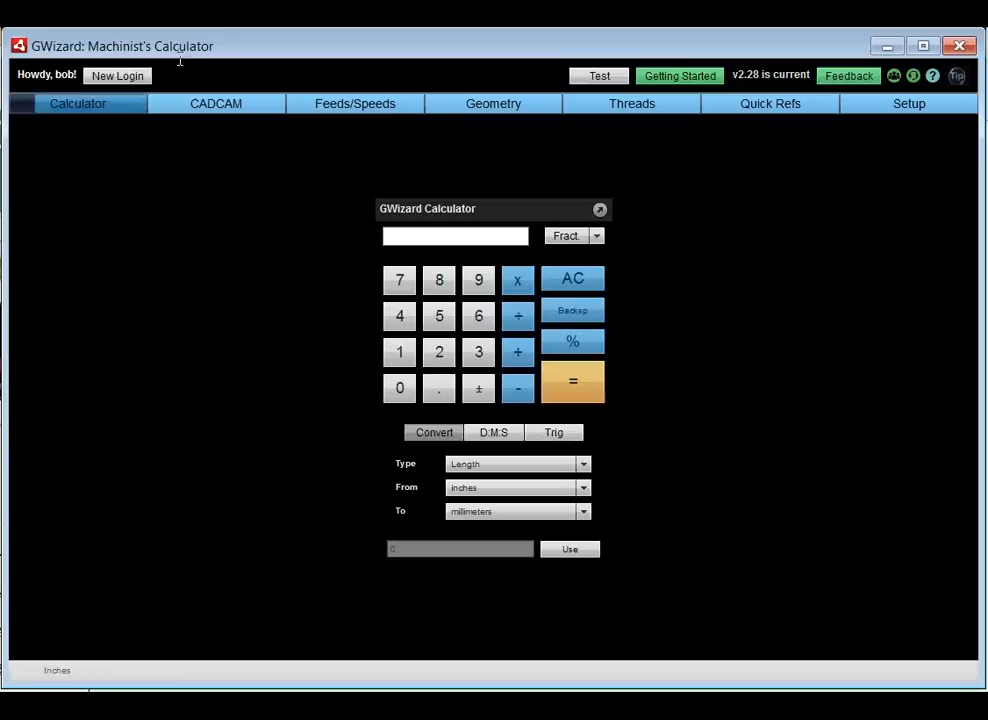 GWizard: Machinist's Calculator
Howdy, bob! New Login Test Getting Started v2.28 is current Feedback ? Tip
Calculator CADCAM Feeds/Speeds Geometry Threads Quick Refs Setup
GWizard Calculator
Fract.
7 8 9 x AC
4 5 6 ÷ Backsp
1 2 3 + %
0 . ± - =
Convert D:M:S Trig
Type Length
From inches
To millimeters
0 Use
Inches